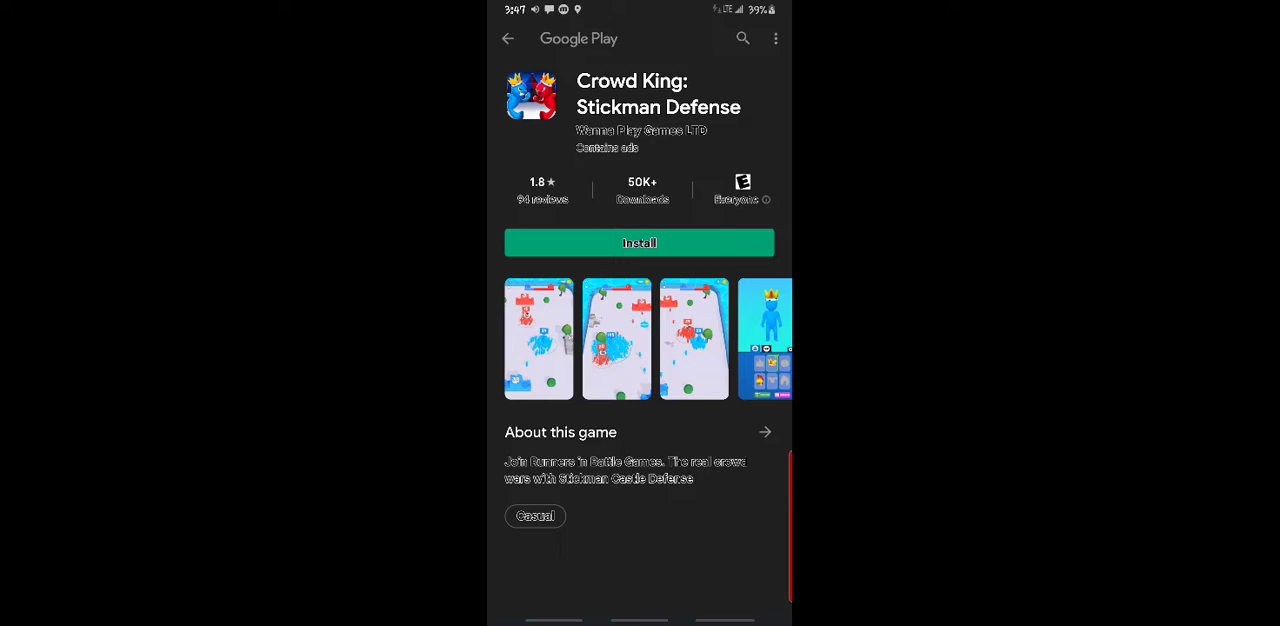 3:47
LTE 39%
Google Play
Crowd King:
Stickman Defense
Wanna Play Games LTD
Contains ads
1.8★ 50K+ E
94 reviews Downloads Everyone
Install
About this game
Join Runners in Battle Games. The real crowd
wars with Stickman Castle Defense
Casual